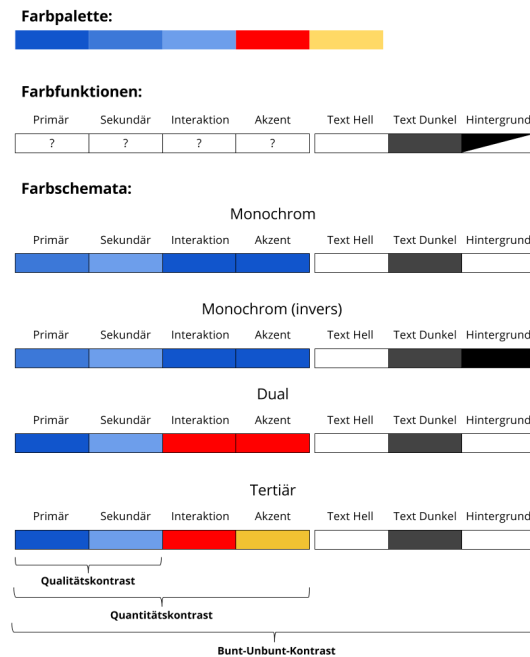 Farbpalette:
Farbfunktionen:
Primär Sekundär Interaktion Akzent Text Hell Text Dunkel Hintergrund
? ? ? ?
Farbschemata:
Monochrom
Primär Sekundär Interaktion Akzent Text Hell Text Dunkel Hintergrund
Monochrom (invers)
Primär Sekundär Interaktion Akzent Text Hell Text Dunkel Hintergrund
Dual
Primär Sekundär Interaktion Akzent Text Hell Text Dunkel Hintergrund
Tertiär
Primär Sekundär Interaktion Akzent Text Hell Text Dunkel Hintergrund
Qualitätskontrast
Quantitätskontrast
Bunt-Unbunt-Kontrast